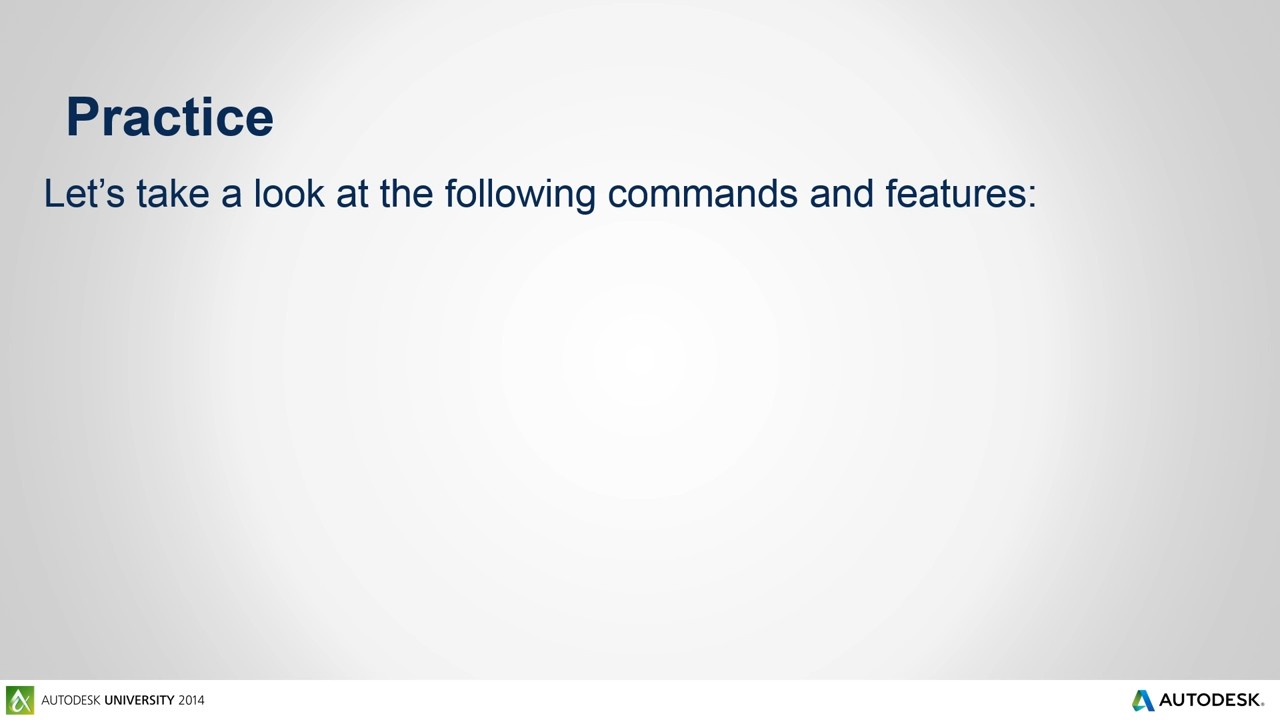 Practice
Let’s take a look at the following commands and features:
AUTODESK UNIVERSITY 2014
AUTODESK®